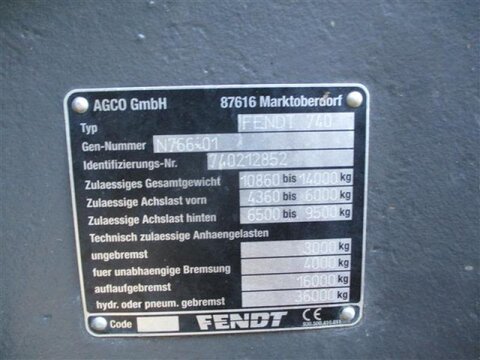 AGCO GmbH 87616 Marktoberdorf
Typ FENDT 740
Gen-Nummer N766401
Identifizierungs-Nr. 740212852
Zulaessiges Gesamtgewicht 10860 bis 14000 kg
Zulaessige Achslast vorn 4360 bis 6000 kg
Zulaessige Achslast hinten 6500 bis 9500 kg
Technisch zulaessige Anhaengelasten
ungebremst 3000 kg
fuer unabhaengige Bremsung 4000 kg
auflaufgebremst 16000 kg
hydr. oder pneum. gebremst 36000 kg
Code FENDT